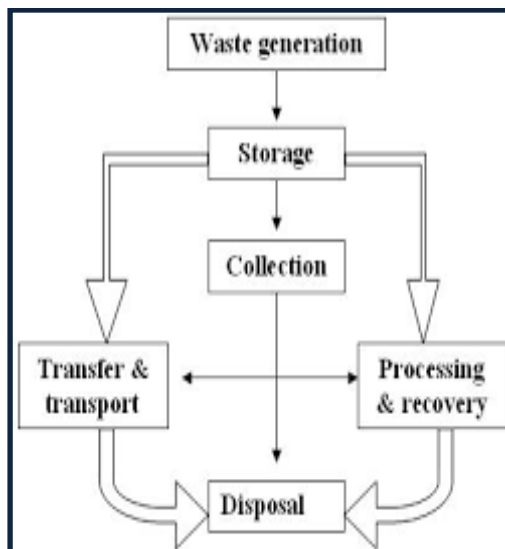 Waste generation
Storage
Collection
Transfer &
transport
Processing
& recovery
Disposal